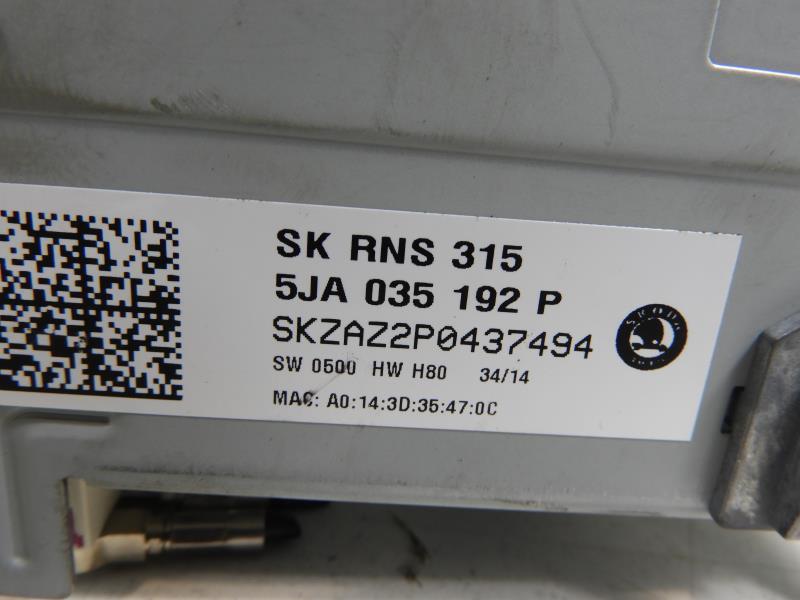 SK RNS 315
5JA 035 192 P
SKZAZ2P0437494
SW 0500 HW H80 34/14
MAC: A0:14:3D:35:47:0C
SKODA